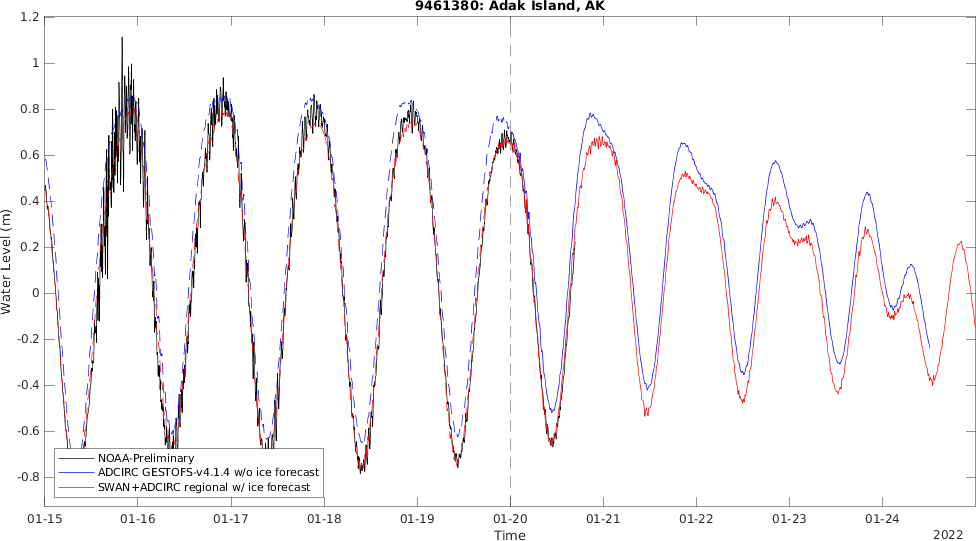 9461380: Adak Island, AK
1.2
1
0.8
0.6
0.4
0.2
0
-0.2
-0.4
-0.6
-0.8
Water Level (m)
NOAA-Preliminary
ADCIRC GESTOFS-v4.1.4 w/o ice forecast
SWAN+ADCIRC regional w/ ice forecast
01-15 01-16 01-17 01-18 01-19 01-20 01-21 01-22 01-23 01-24
Time
2022